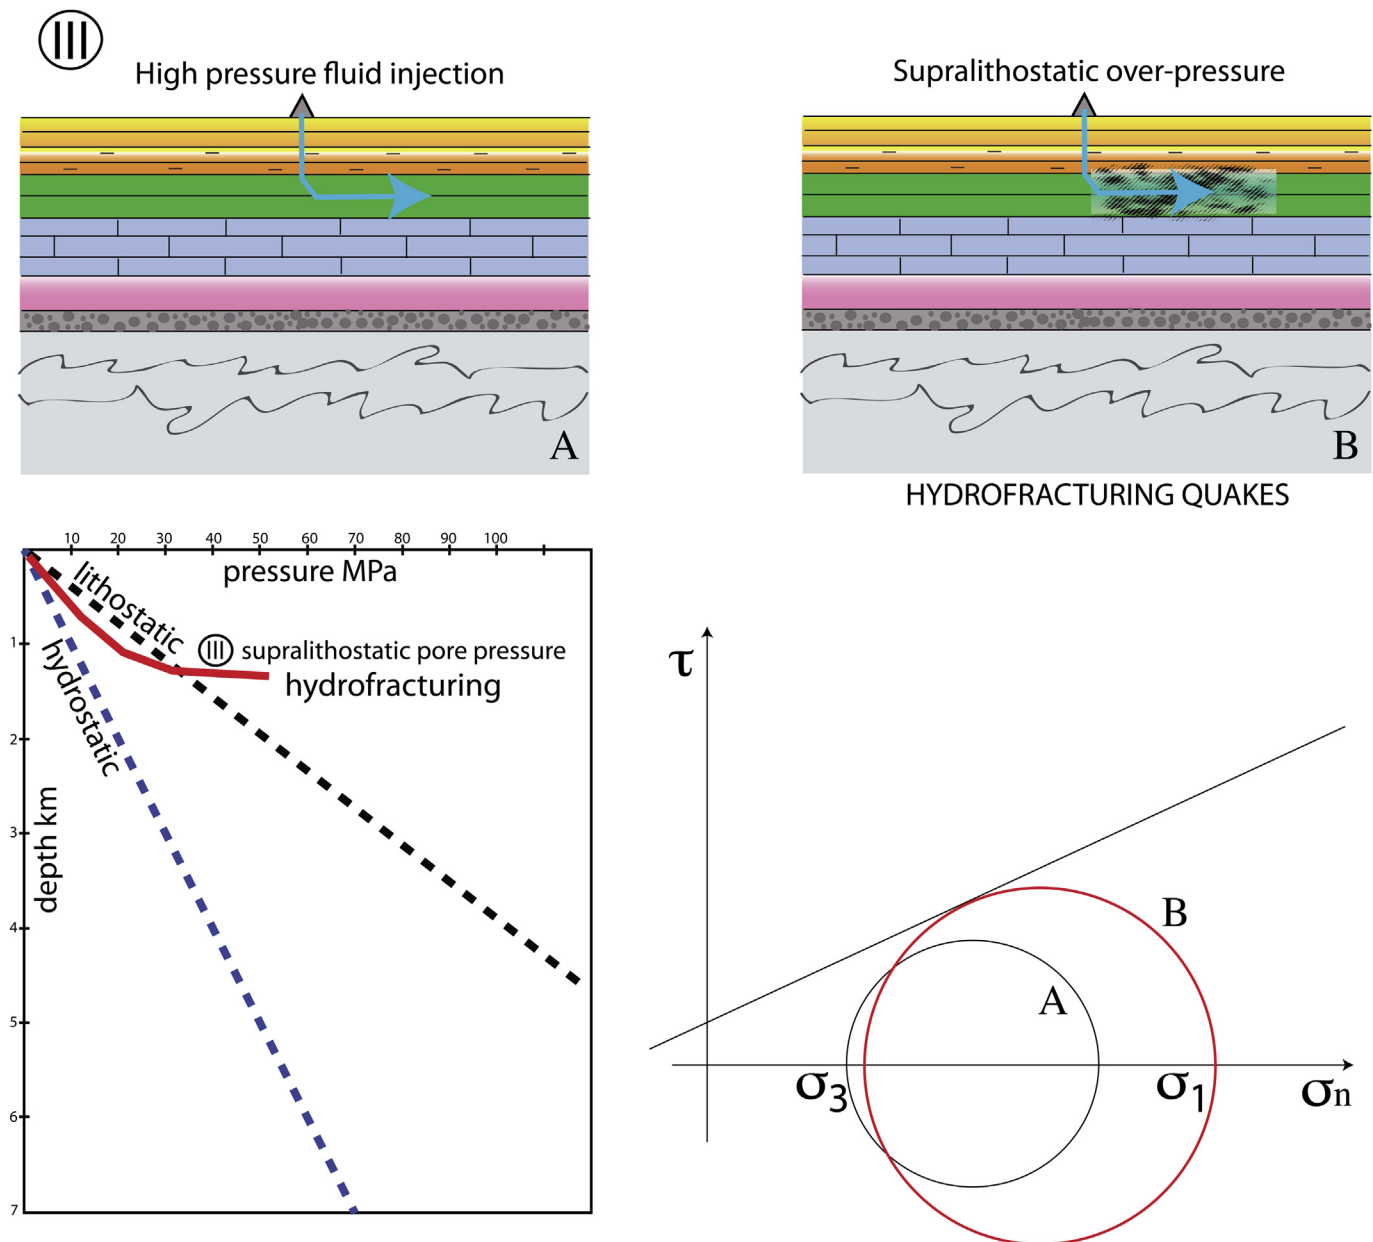 III
High pressure fluid injection
Supralithostatic over-pressure
A
B
HYDROFRACTURING QUAKES
10 20 30 40 50 60 70 80 90 100
pressure MPa
lithostatic
III supralithostatic pore pressure
hydrofracturing
hydrostatic
depth km
1
2
3
4
5
6
7
τ
B
A
σ3
σ1
σn